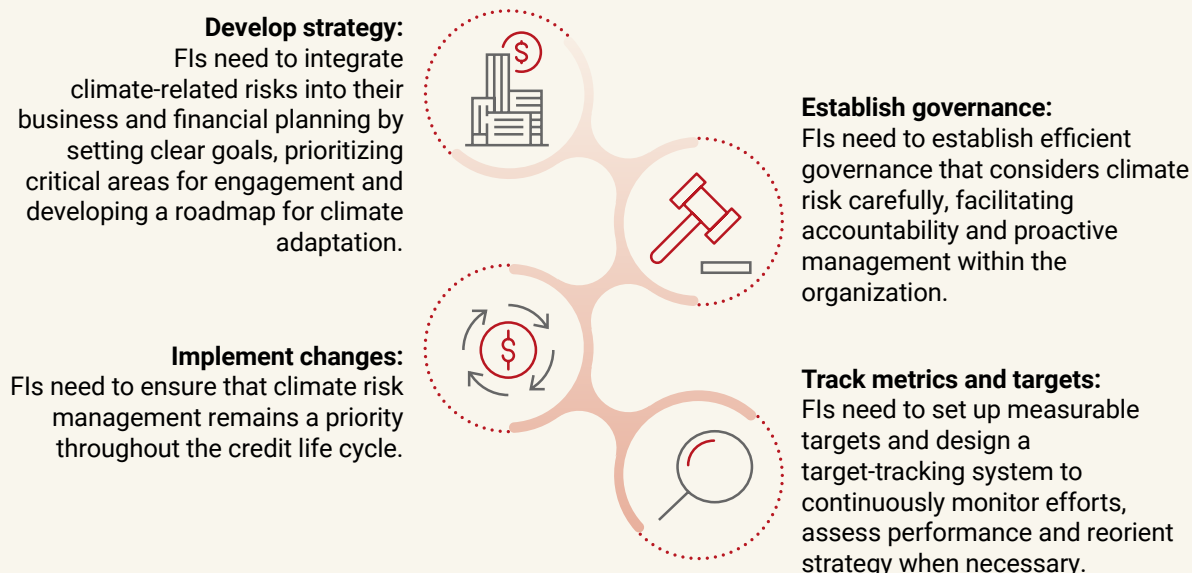 Develop strategy:
FIs need to integrate
climate-related risks into their
business and financial planning by
setting clear goals, prioritizing
critical areas for engagement and
developing a roadmap for climate
adaptation.
$
Establish governance:
FIs need to establish efficient
governance that considers climate
risk carefully, facilitating
accountability and proactive
management within the
organization.
Implement changes:
FIs need to ensure that climate risk
management remains a priority
throughout the credit life cycle.
$
Track metrics and targets:
FIs need to set up measurable
targets and design a
target-tracking system to
continuously monitor efforts,
assess performance and reorient
strategy when necessary.